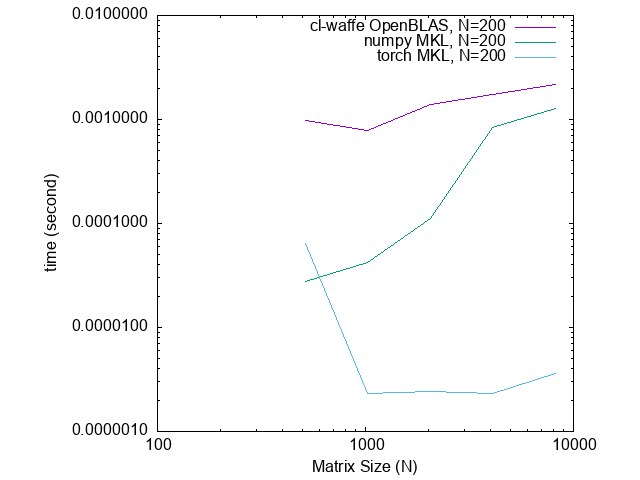 0.0100000
cl-waffe OpenBLAS, N=200
numpy MKL, N=200
torch MKL, N=200
0.0010000
0.0001000
0.0000100
0.0000010
time (second)
100
1000
10000
Matrix Size (N)